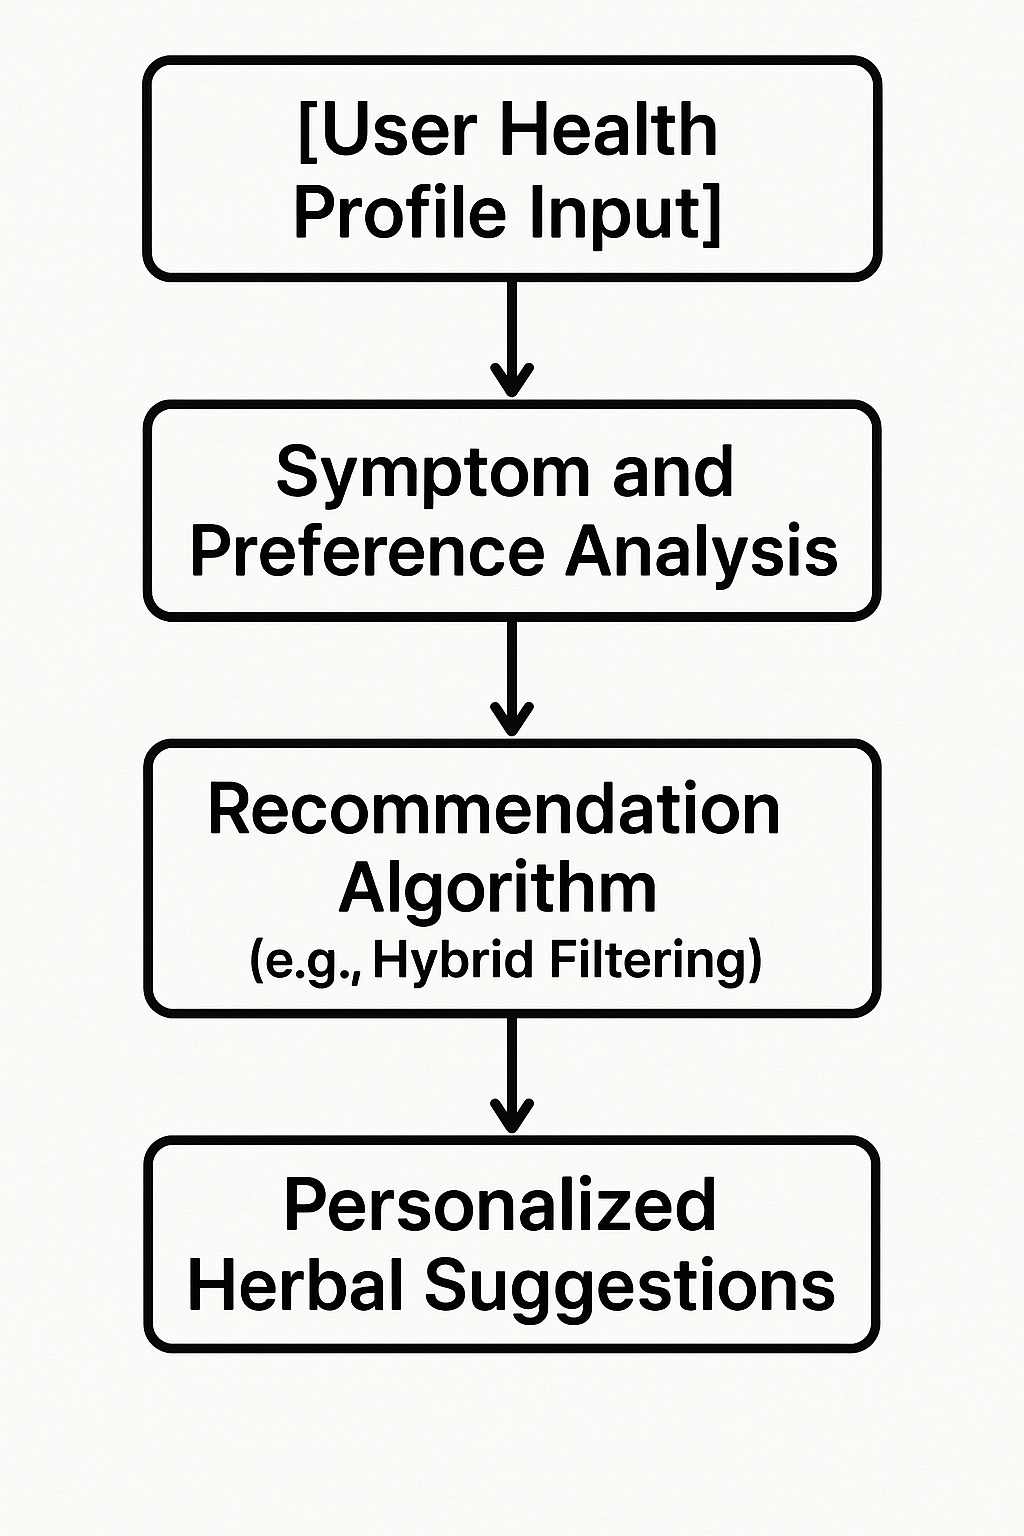 [User Health
Profile Input]
Symptom and
Preference Analysis
Recommendation
Algorithm
(e.g., Hybrid Filtering)
Personalized
Herbal Suggestions